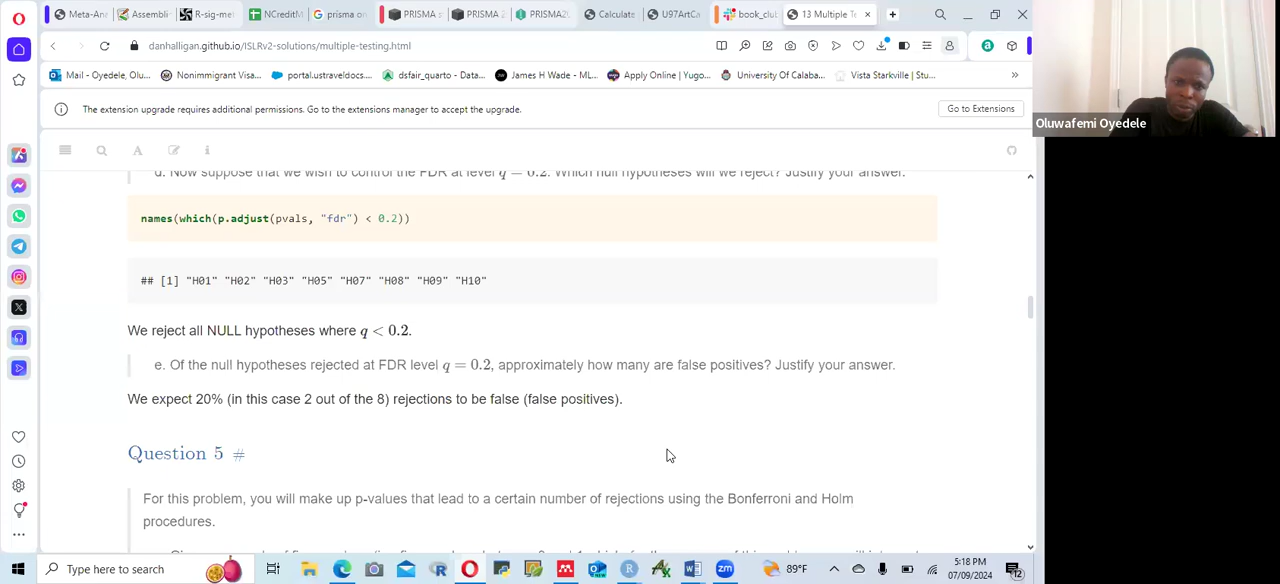 Meta-Ana
Assembli
R-sig-me
NCreditM
prisma on
PRISMA s
PRISMA 2
PRISMA20
Calculate
U97ArtCa
book_clu
13 Multiple Te
danhalligan.github.io/ISLRv2-solutions/multiple-testing.html
Mail - Oyedele, Olu...
Nonimmigrant Visa...
portal.ustraveldocs....
dsfair_quarto - Data...
James H Wade - ML...
Apply Online | Yugo...
University Of Calaba...
Vista Starkville | Stu...
The extension upgrade requires additional permissions. Go to the extensions manager to accept the upgrade.
Go to Extensions
Oluwafemi Oyedele
d. Now suppose that we wish to control the FDR at level q = 0.2. Which null hypotheses will we reject? Justify your answer.
names(which(p.adjust(pvals, "fdr") < 0.2))
## [1] "H01" "H02" "H03" "H05" "H07" "H08" "H09" "H10"
We reject all NULL hypotheses where q < 0.2.
e. Of the null hypotheses rejected at FDR level q = 0.2, approximately how many are false positives? Justify your answer.
We expect 20% (in this case 2 out of the 8) rejections to be false (false positives).
Question 5 #
For this problem, you will make up p-values that lead to a certain number of rejections using the Bonferroni and Holm
procedures.
Type here to search
89°F
5:18 PM
07/09/2024
12